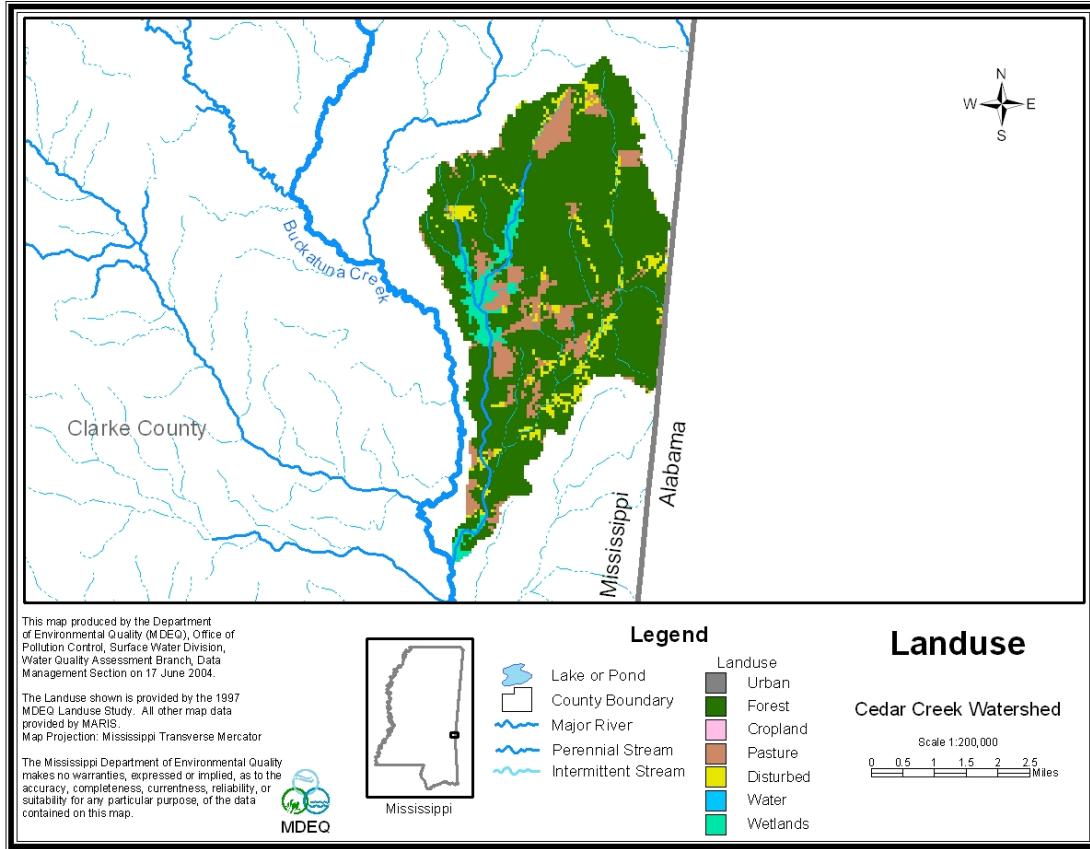 N
W E
S
Buckatuna Creek
Clarke County
Mississippi
Alabama
This map produced by the Department
of Environmental Quality (MDEQ), Office of
Pollution Control, Surface Water Division,
Water Quality Assessment Branch, Data
Management Section on 17 June 2004.
The Landuse shown is provided by the 1997
MDEQ Landuse Study. All other map data
provided by MARIS.
Map Projection: Mississippi Transverse Mercator
The Mississippi Department of Environmental Quality
makes no warranties, expressed or implied, as to the
accuracy, completeness, currentness, reliability, or
suitability for any particular purpose, of the data
contained on this map.
MDEQ
Mississippi
Legend
Lake or Pond
County Boundary
Major River
Perennial Stream
Intermittent Stream
Landuse
Urban
Forest
Cropland
Pasture
Disturbed
Water
Wetlands
Landuse
Cedar Creek Watershed
Scale 1:200,000
0 0.5 1 1.5 2 2.5
Miles